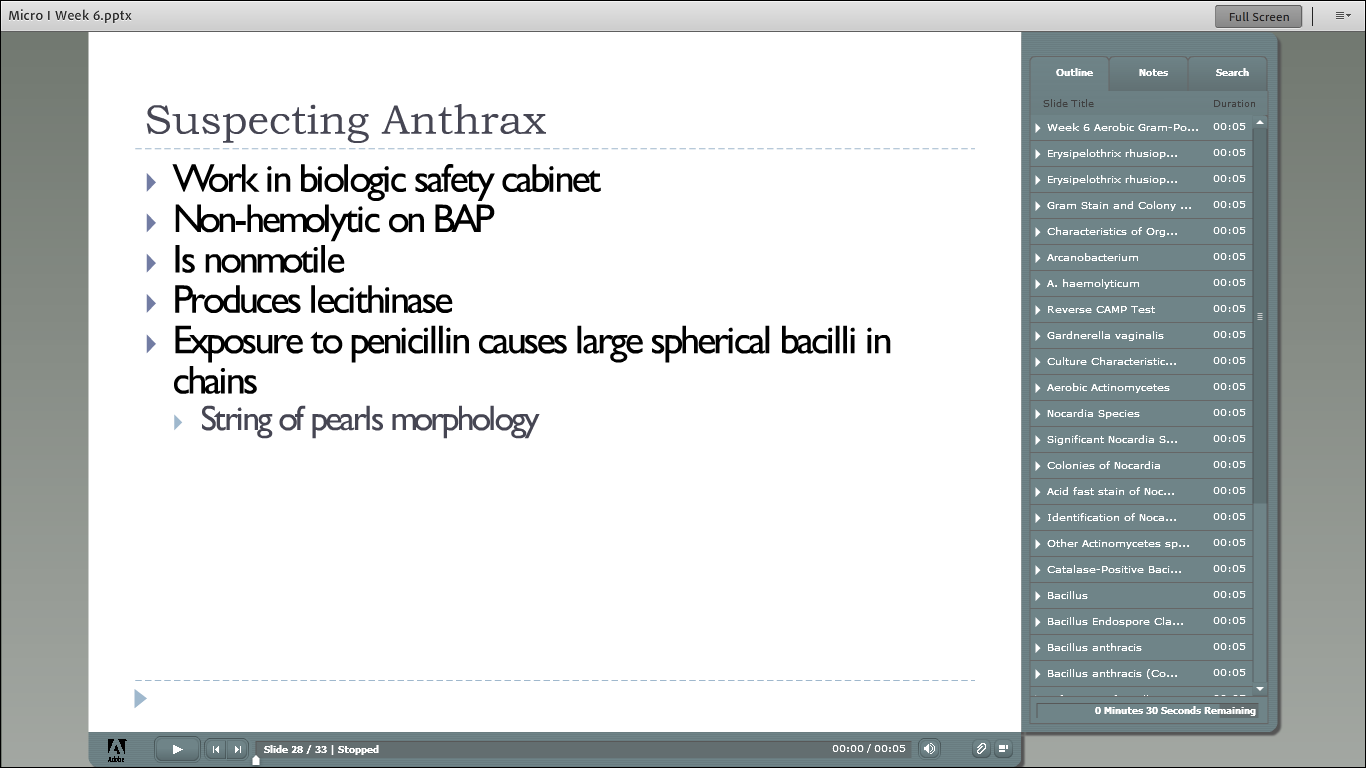 Micro I Week 6.pptx
Full Screen
Suspecting Anthrax
Work in biologic safety cabinet
Non-hemolytic on BAP
Is nonmotile
Produces lecithinase
Exposure to penicillin causes large spherical bacilli in
chains
String of pearls morphology
Outline Notes Search
Slide Title Duration
Week 6 Aerobic Gram-Po... 00:05
Erysipelothrix rhusiop... 00:05
Erysipelothrix rhusiop... 00:05
Gram Stain and Colony ... 00:05
Characteristics of Org... 00:05
Arcanobacterium 00:05
A. haemolyticum 00:05
Reverse CAMP Test 00:05
Gardnerella vaginalis 00:05
Culture Characteristic... 00:05
Aerobic Actinomycetes 00:05
Nocardia Species 00:05
Significant Nocardia S... 00:05
Colonies of Nocardia 00:05
Acid fast stain of Noc... 00:05
Identification of Noca... 00:05
Other Actinomycetes sp... 00:05
Catalase-Positive Baci... 00:05
Bacillus 00:05
Bacillus Endospore Cla... 00:05
Bacillus anthracis 00:05
Bacillus anthracis (Co... 00:05
0 Minutes 30 Seconds Remaining
Adobe
Slide 28 / 33 | Stopped 00:00 / 00:05